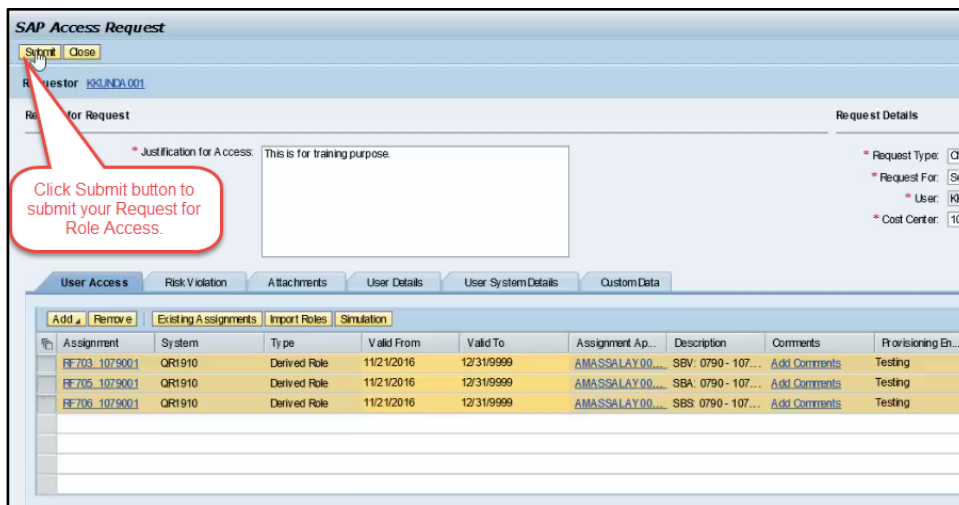 SAP Access Request
Submit Close
Requestor KKUNDA 001
for Request
Request Details
* Justification for Access: This is for training purpose.
* Request Type:
* Request For: Se
* User: KK
* Cost Center: 10
Click Submit button to
submit your Request for
Role Access.
User Access Risk Violation Attachments User Details User System Details Custom Data
Add Remove Existing Assignments Import Roles Simulation
Assignment System Type Valid From Valid To Assignment Ap... Description Comments Provisioning En...
RF703_1079001 QR1910 Derived Role 11/21/2016 12/31/9999 AMASSALAY00... SBV: 0790 - 107... Add Comments Testing
RF705_1079001 QR1910 Derived Role 11/21/2016 12/31/9999 AMASSALAY00... SBA: 0790 - 107... Add Comments Testing
RF706_1079001 QR1910 Derived Role 11/21/2016 12/31/9999 AMASSALAY00... SBS: 0790 - 107... Add Comments Testing